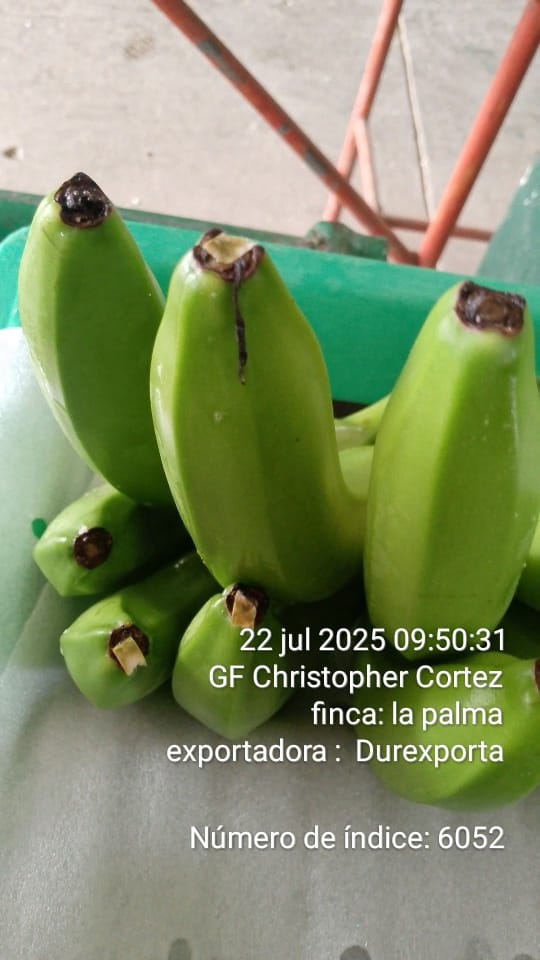 22 jul 2025 09:50:31
GF Christopher Cortez
finca: la palma
exportadora : Durexporta
Número de índice: 6052